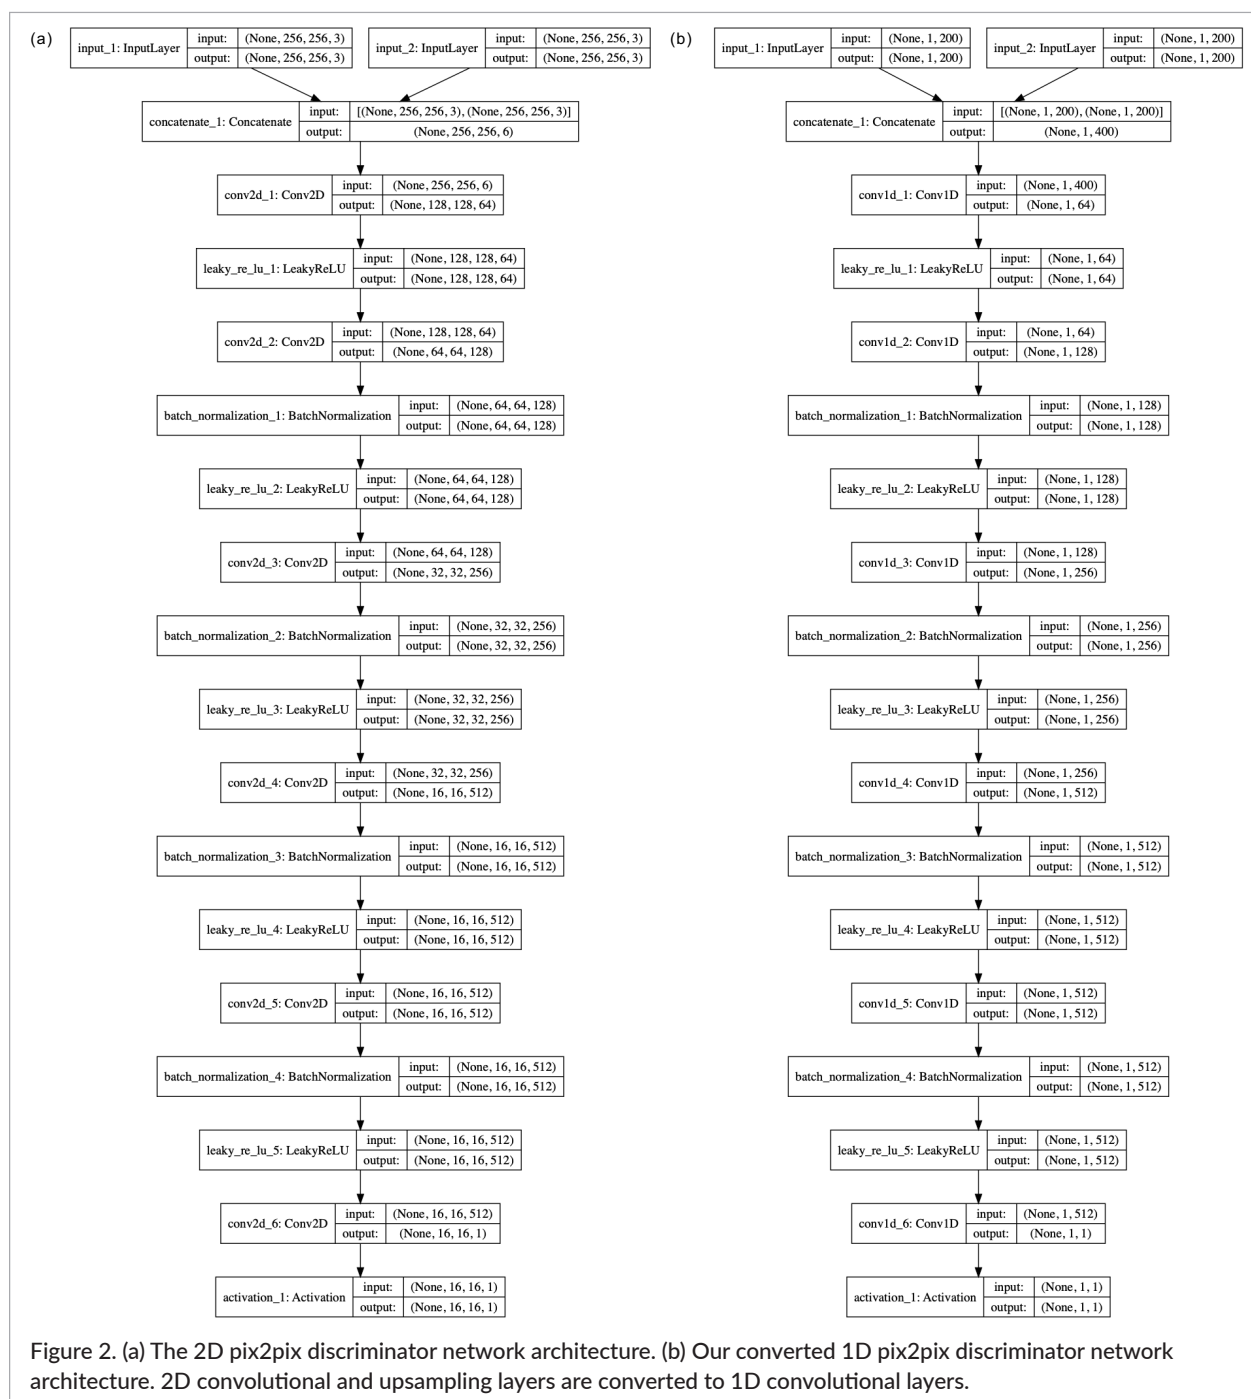 (a)
input_1: InputLayer
input: (None, 256, 256, 3)
output: (None, 256, 256, 3)
input_2: InputLayer
input: (None, 256, 256, 3)
output: (None, 256, 256, 3)
concatenate_1: Concatenate
input: [(None, 256, 256, 3), (None, 256, 256, 3)]
output: (None, 256, 256, 6)
conv2d_1: Conv2D
input: (None, 256, 256, 6)
output: (None, 128, 128, 64)
leaky_re_lu_1: LeakyReLU
input: (None, 128, 128, 64)
output: (None, 128, 128, 64)
conv2d_2: Conv2D
input: (None, 128, 128, 64)
output: (None, 64, 64, 128)
batch_normalization_1: BatchNormalization
input: (None, 64, 64, 128)
output: (None, 64, 64, 128)
leaky_re_lu_2: LeakyReLU
input: (None, 64, 64, 128)
output: (None, 64, 64, 128)
conv2d_3: Conv2D
input: (None, 64, 64, 128)
output: (None, 32, 32, 256)
batch_normalization_2: BatchNormalization
input: (None, 32, 32, 256)
output: (None, 32, 32, 256)
leaky_re_lu_3: LeakyReLU
input: (None, 32, 32, 256)
output: (None, 32, 32, 256)
conv2d_4: Conv2D
input: (None, 32, 32, 256)
output: (None, 16, 16, 512)
batch_normalization_3: BatchNormalization
input: (None, 16, 16, 512)
output: (None, 16, 16, 512)
leaky_re_lu_4: LeakyReLU
input: (None, 16, 16, 512)
output: (None, 16, 16, 512)
conv2d_5: Conv2D
input: (None, 16, 16, 512)
output: (None, 16, 16, 512)
batch_normalization_4: BatchNormalization
input: (None, 16, 16, 512)
output: (None, 16, 16, 512)
leaky_re_lu_5: LeakyReLU
input: (None, 16, 16, 512)
output: (None, 16, 16, 512)
conv2d_6: Conv2D
input: (None, 16, 16, 512)
output: (None, 16, 16, 1)
activation_1: Activation
input: (None, 16, 16, 1)
output: (None, 16, 16, 1)
(b)
input_1: InputLayer
input: (None, 1, 200)
output: (None, 1, 200)
input_2: InputLayer
input: (None, 1, 200)
output: (None, 1, 200)
concatenate_1: Concatenate
input: [(None, 1, 200), (None, 1, 200)]
output: (None, 1, 400)
conv1d_1: Conv1D
input: (None, 1, 400)
output: (None, 1, 64)
leaky_re_lu_1: LeakyReLU
input: (None, 1, 64)
output: (None, 1, 64)
conv1d_2: Conv1D
input: (None, 1, 64)
output: (None, 1, 128)
batch_normalization_1: BatchNormalization
input: (None, 1, 128)
output: (None, 1, 128)
leaky_re_lu_2: LeakyReLU
input: (None, 1, 128)
output: (None, 1, 128)
conv1d_3: Conv1D
input: (None, 1, 128)
output: (None, 1, 256)
batch_normalization_2: BatchNormalization
input: (None, 1, 256)
output: (None, 1, 256)
leaky_re_lu_3: LeakyReLU
input: (None, 1, 256)
output: (None, 1, 256)
conv1d_4: Conv1D
input: (None, 1, 256)
output: (None, 1, 512)
batch_normalization_3: BatchNormalization
input: (None, 1, 512)
output: (None, 1, 512)
leaky_re_lu_4: LeakyReLU
input: (None, 1, 512)
output: (None, 1, 512)
conv1d_5: Conv1D
input: (None, 1, 512)
output: (None, 1, 512)
batch_normalization_4: BatchNormalization
input: (None, 1, 512)
output: (None, 1, 512)
leaky_re_lu_5: LeakyReLU
input: (None, 1, 512)
output: (None, 1, 512)
conv1d_6: Conv1D
input: (None, 1, 512)
output: (None, 1, 1)
activation_1: Activation
input: (None, 1, 1)
output: (None, 1, 1)
Figure 2. (a) The 2D pix2pix discriminator network architecture. (b) Our converted 1D pix2pix discriminator network
architecture. 2D convolutional and upsampling layers are converted to 1D convolutional layers.